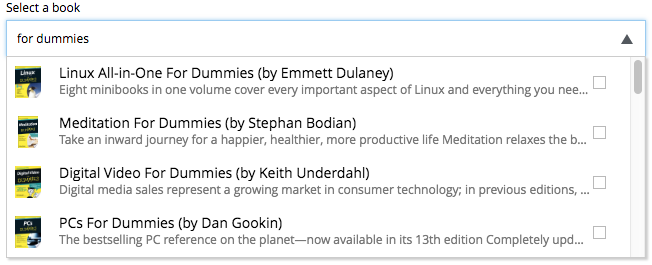 Select a book
for dummies
Linux All-in-One For Dummies (by Emmett Dulaney)
Eight minibooks in one volume cover every important aspect of Linux and everything you nee...
Meditation For Dummies (by Stephan Bodian)
Take an inward journey for a happier, healthier, more productive life Meditation relaxes the b...
Digital Video For Dummies (by Keith Underdahl)
Digital media sales represent a growing market in consumer technology; in previous editions, ...
PCs For Dummies (by Dan Gookin)
The bestselling PC reference on the planet—now available in its 13th edition Completely upd...